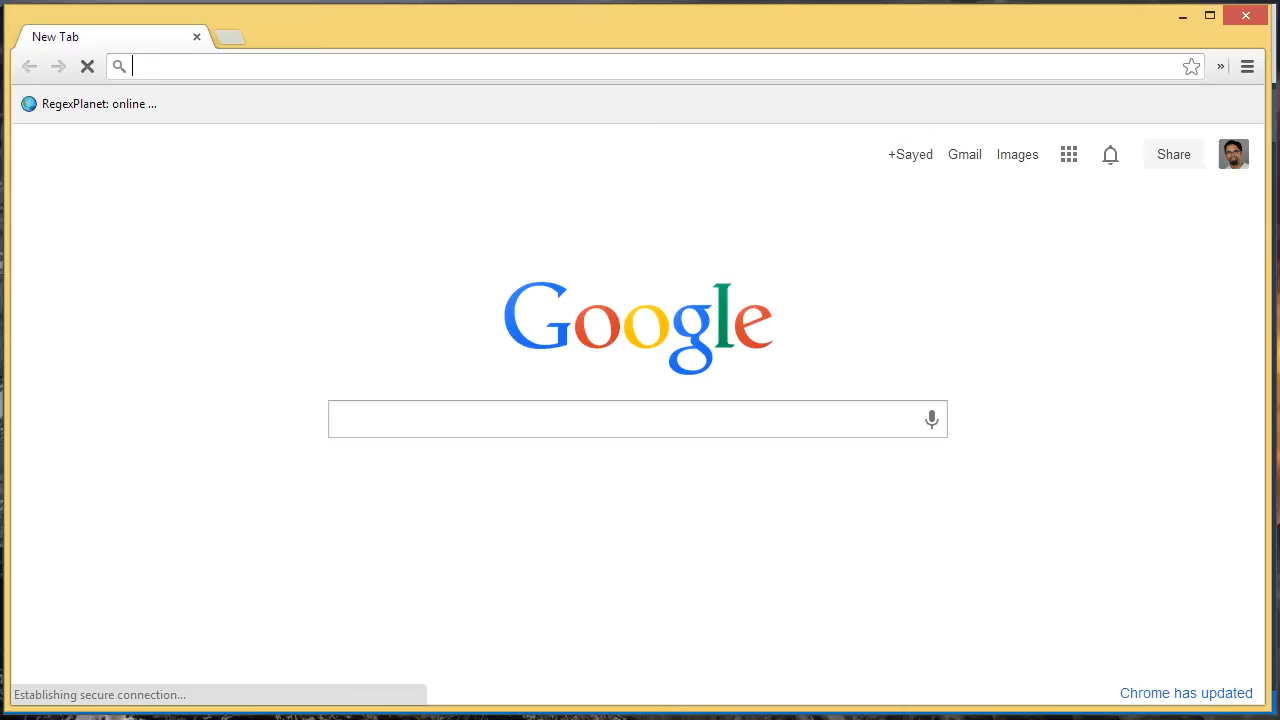 New Tab
RegexPlanet: online ...
+Sayed Gmail Images Share
Google
Establishing secure connection...
Chrome has updated